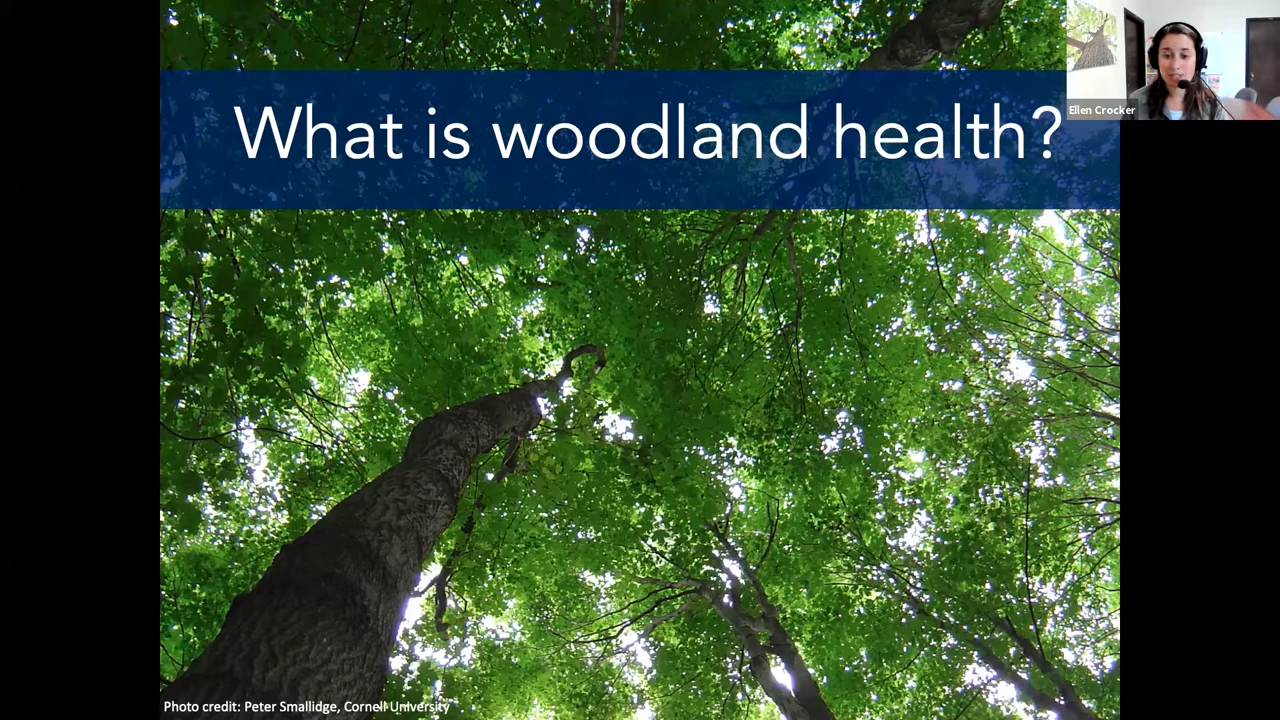 What is woodland health?
Ellen Crocker
Photo credit: Peter Smallidge, Cornell University